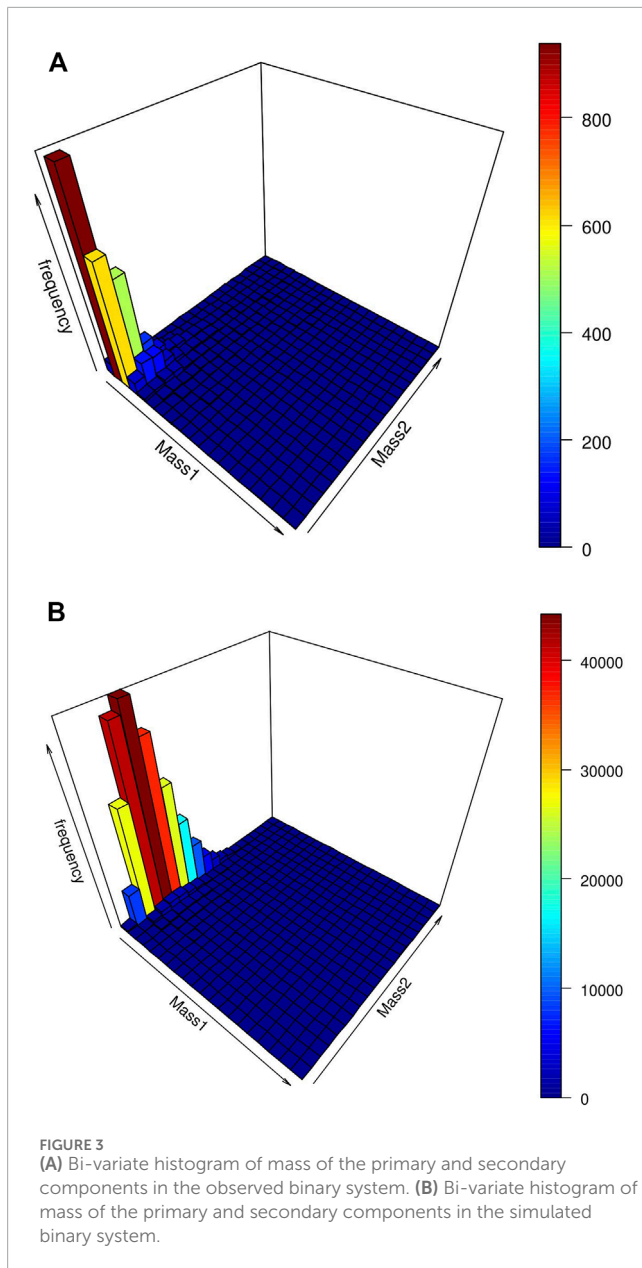 A
800
600
400
200
0
frequency
Mass1
Mass2
B
40000
30000
20000
10000
0
frequency
Mass1
Mass2
FIGURE 3
(A) Bi-variate histogram of mass of the primary and secondary
components in the observed binary system. (B) Bi-variate histogram of
mass of the primary and secondary components in the simulated
binary system.